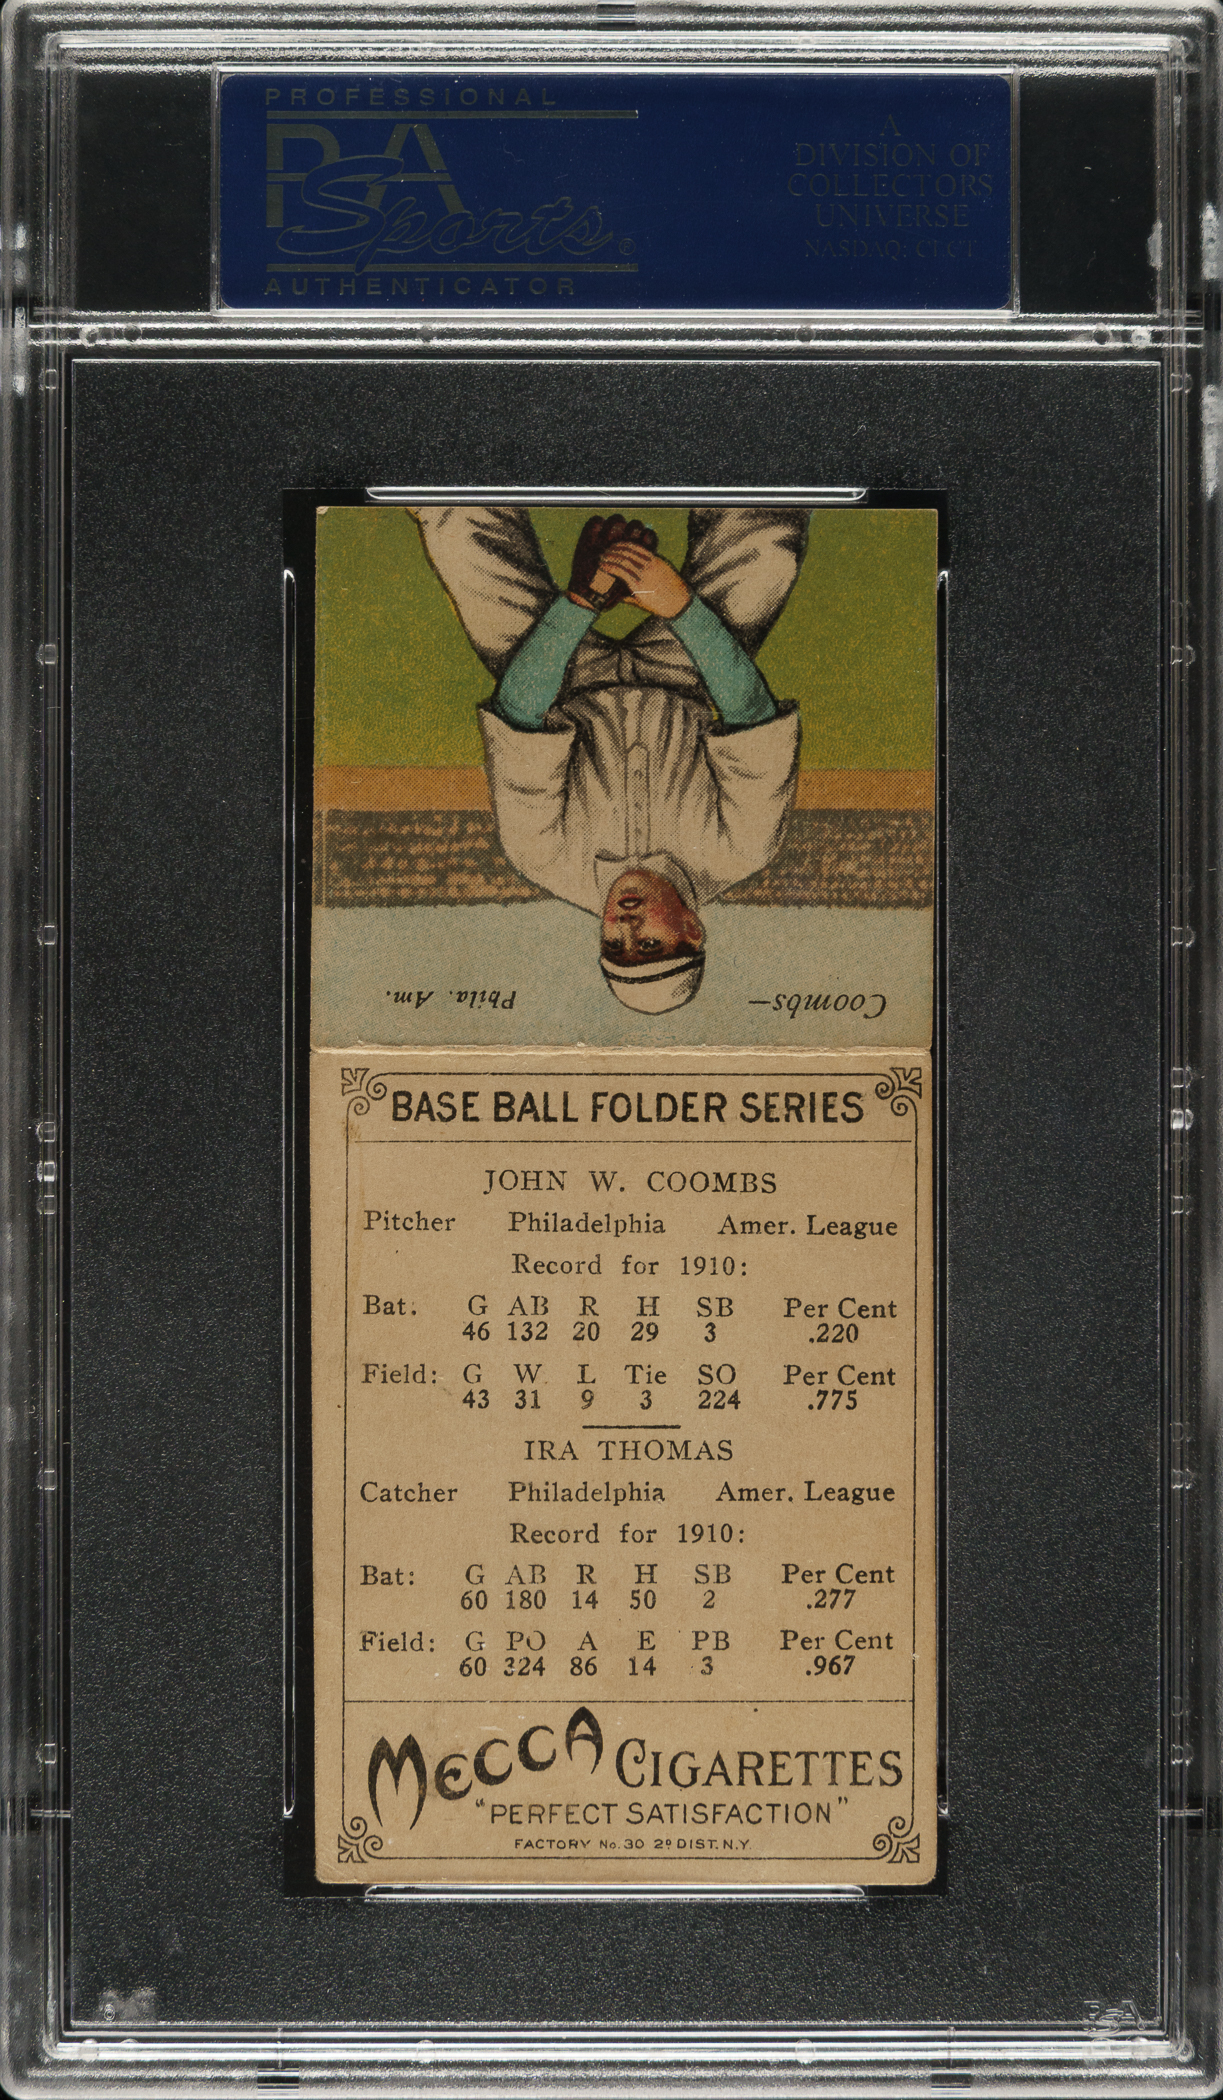 PROFESSIONAL
PSA
Sports®
AUTHENTICATOR
A
DIVISION OF
COLLECTORS
UNIVERSE
NASDAQ: CLCT
Coombs— Phila. Am.
BASE BALL FOLDER SERIES
JOHN W. COOMBS
Pitcher Philadelphia Amer. League
Record for 1910:
Bat. G AB R H SB Per Cent
46 132 20 29 3 .220
Field: G W. L Tie SO Per Cent
43 31 9 3 224 .775
IRA THOMAS
Catcher Philadelphia Amer. League
Record for 1910:
Bat: G AB R H SB Per Cent
60 180 14 50 2 .277
Field: G PO A E PB Per Cent
60 324 86 14 3 .967
MECCA CIGARETTES
"PERFECT SATISFACTION"
FACTORY No. 30 2D DIST. N.Y.
PSA